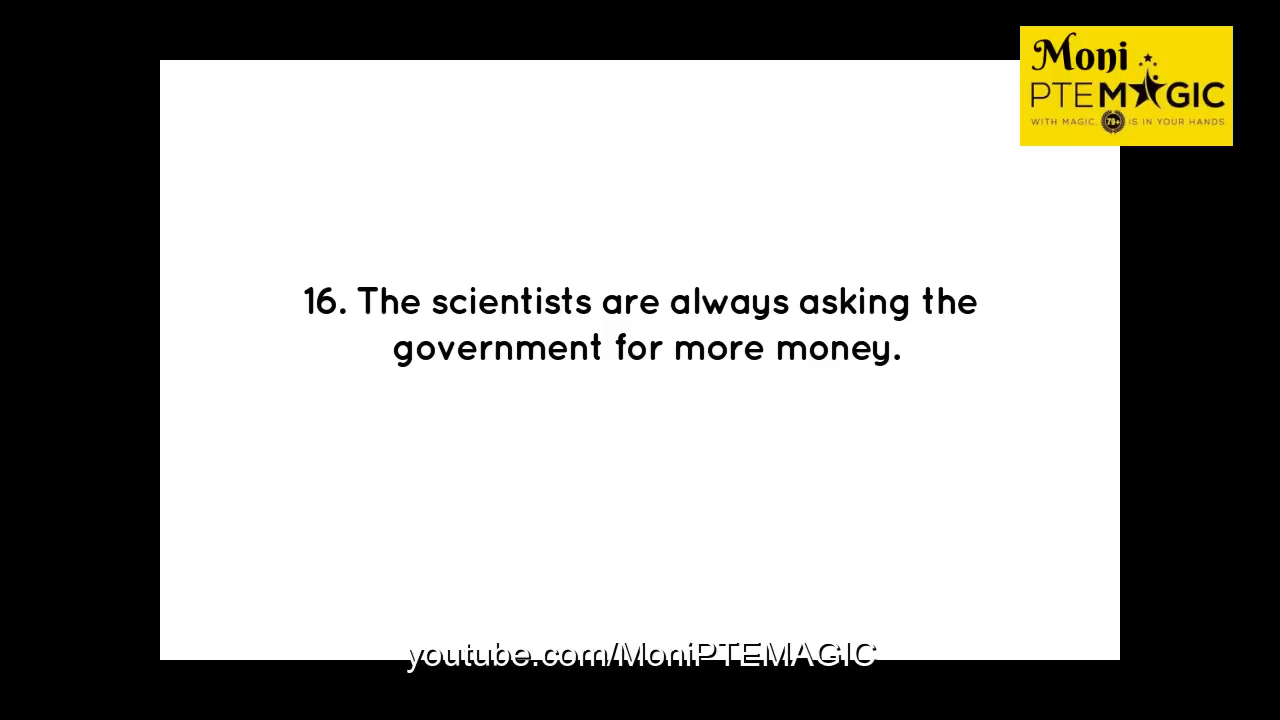 Moni
PTEMAGIC
WITH MAGIC, 79+ IS IN YOUR HANDS
16. The scientists are always asking the
government for more money.
youtube.com/MoniPTEMAGIC